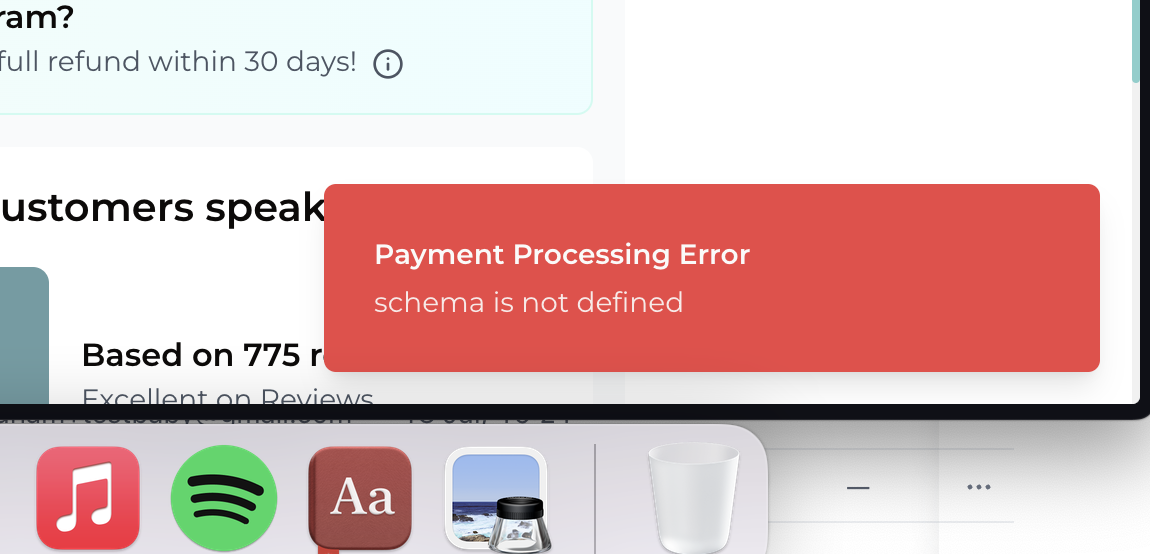 ram?
full refund within 30 days!
ustomers speak
Payment Processing Error
schema is not defined
Based on 775 r
Excellent on Reviews
Aa